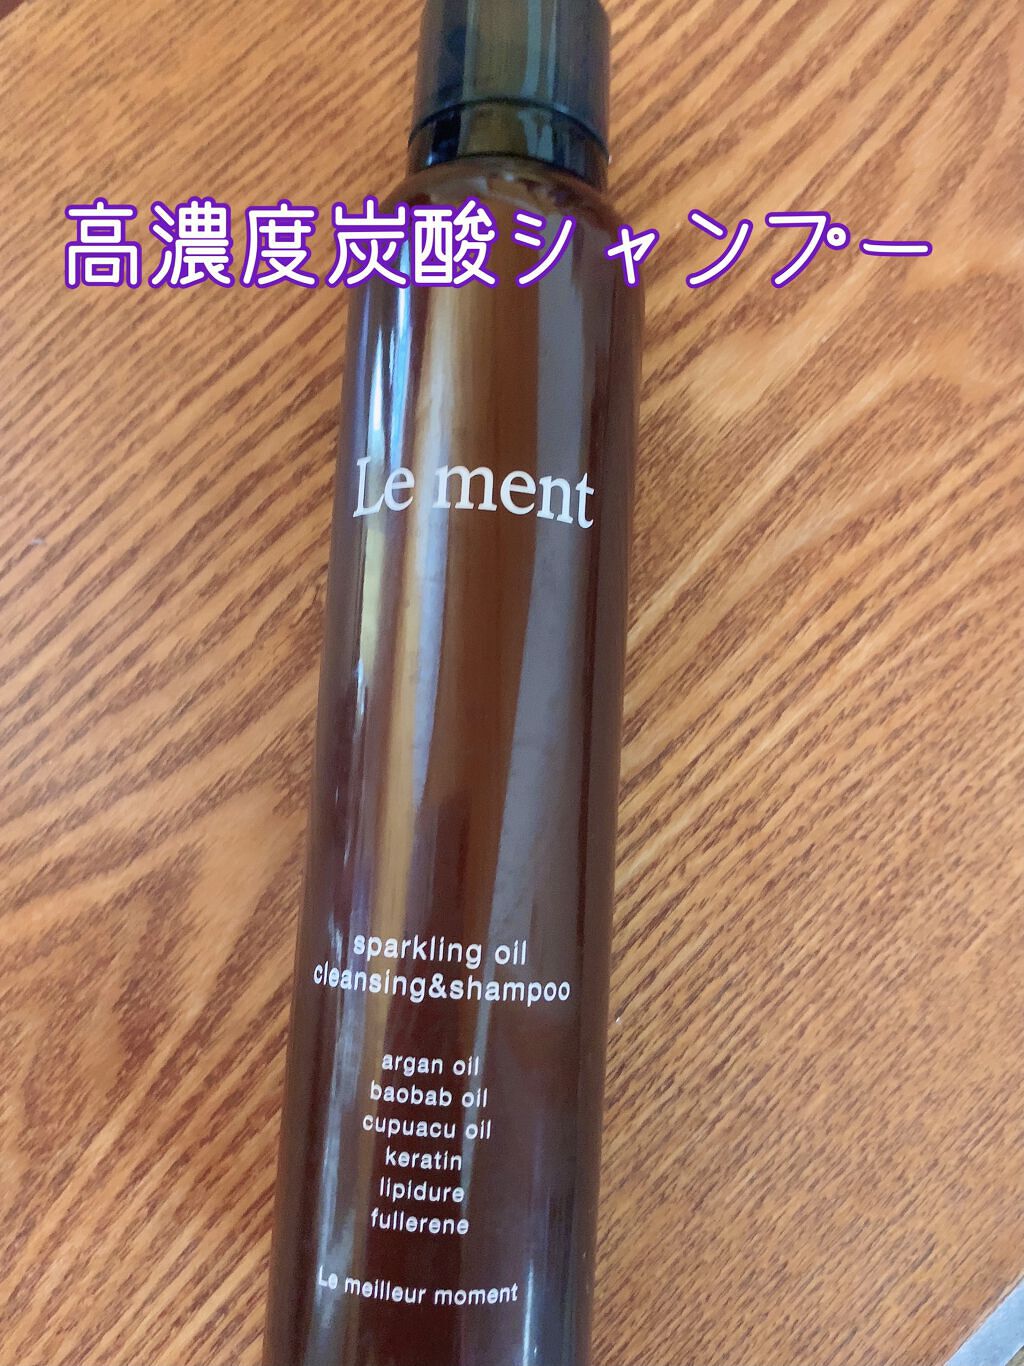 高濃度炭酸シャンプー
Le ment
sparkling oil
cleansing&shampoo
argan oil
baobab oil
cupuacu oil
keratin
lipidure
fullerene
Le meilleur moment